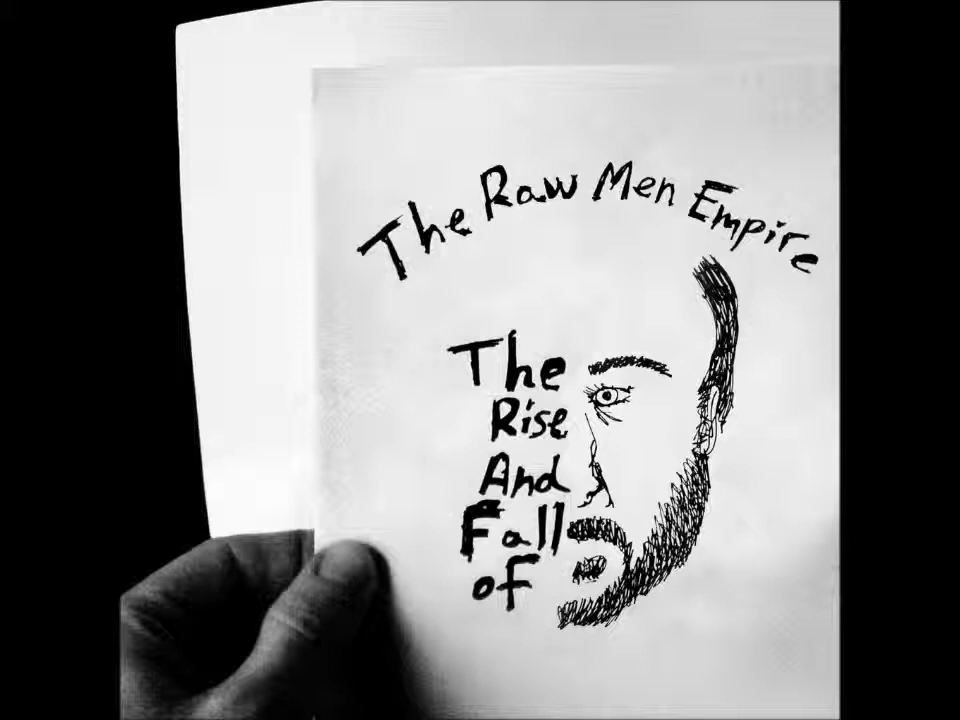 The Raw Men Empire
The
Rise
And
Fall
of